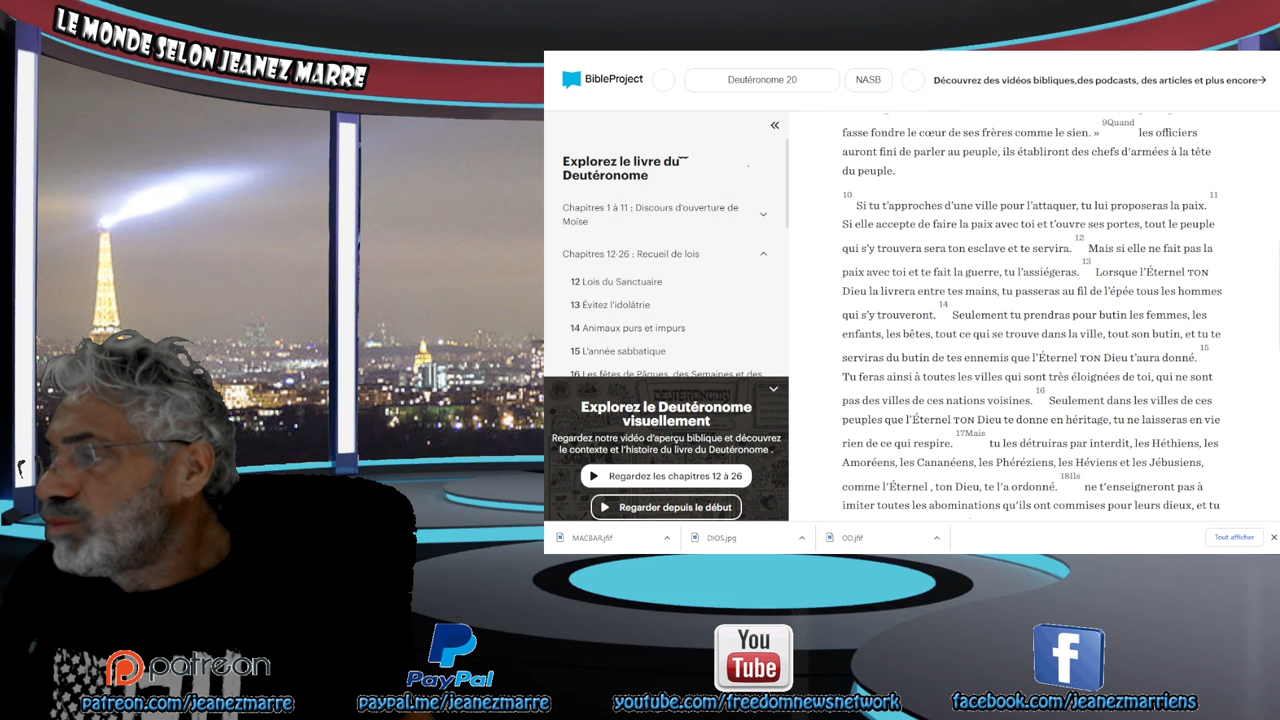 LE MONDE SELON JEANEZ MARRE
BibleProject
Deutéronome 20
NASB
Découvrez des vidéos bibliques,des podcasts, des articles et plus encore→
Explorez le livre du
Deutéronome
Chapitres 1 à 11 : Discours d'ouverture de
Moïse
Chapitres 12-26 : Recueil de lois
12 Lois du Sanctuaire
13 Évitez l'idolâtrie
14 Animaux purs et impurs
15 L'année sabbatique
16 Les fêtes de Pâques, des Semaines et des
Explorez le Deutéronome
visuellement
Regardez notre vidéo d'aperçu biblique et découvrez
le contexte et l'histoire du livre du Deutéronome .
Regardez les chapitres 12 à 26
Regarder depuis le début
fasse fondre le cœur de ses frères comme le sien. » 9Quand les officiers
auront fini de parler au peuple, ils établiront des chefs d'armées à la tête
du peuple.
10 Si tu t'approches d'une ville pour l'attaquer, tu lui proposeras la paix. 11
Si elle accepte de faire la paix avec toi et t'ouvre ses portes, tout le peuple
qui s'y trouvera sera ton esclave et te servira. 12 Mais si elle ne fait pas la
paix avec toi et te fait la guerre, tu l'assiégeras. 13 Lorsque l'Éternel TON
Dieu la livrera entre tes mains, tu passeras au fil de l'épée tous les hommes
qui s'y trouveront. 14 Seulement tu prendras pour butin les femmes, les
enfants, les bêtes, tout ce qui se trouve dans la ville, tout son butin, et tu te
serviras du butin de tes ennemis que l'Éternel TON Dieu t'aura donné. 15
Tu feras ainsi à toutes les villes qui sont très éloignées de toi, qui ne sont
pas des villes de ces nations voisines. 16 Seulement dans les villes de ces
peuples que l'Éternel TON Dieu te donne en héritage, tu ne laisseras en vie
rien de ce qui respire. 17Mais tu les détruiras par interdit, les Héthiens, les
Amoréens, les Cananéens, les Phéréziens, les Héviens et les Jébusiens,
comme l'Éternel , ton Dieu, te l'a ordonné. 18Ils ne t'enseigneront pas à
imiter toutes les abominations qu'ils ont commises pour leurs dieux, et tu
MACBAR.jfif
DIOS.jpg
OD.jfif
Tout afficher
patreon
patreon.com/jeanezmarre
PayPal
paypal.me/jeanezmarre
You
Tube
youtube.com/freedomnewsnetwork
f
facebook.com/jeanezmarriens